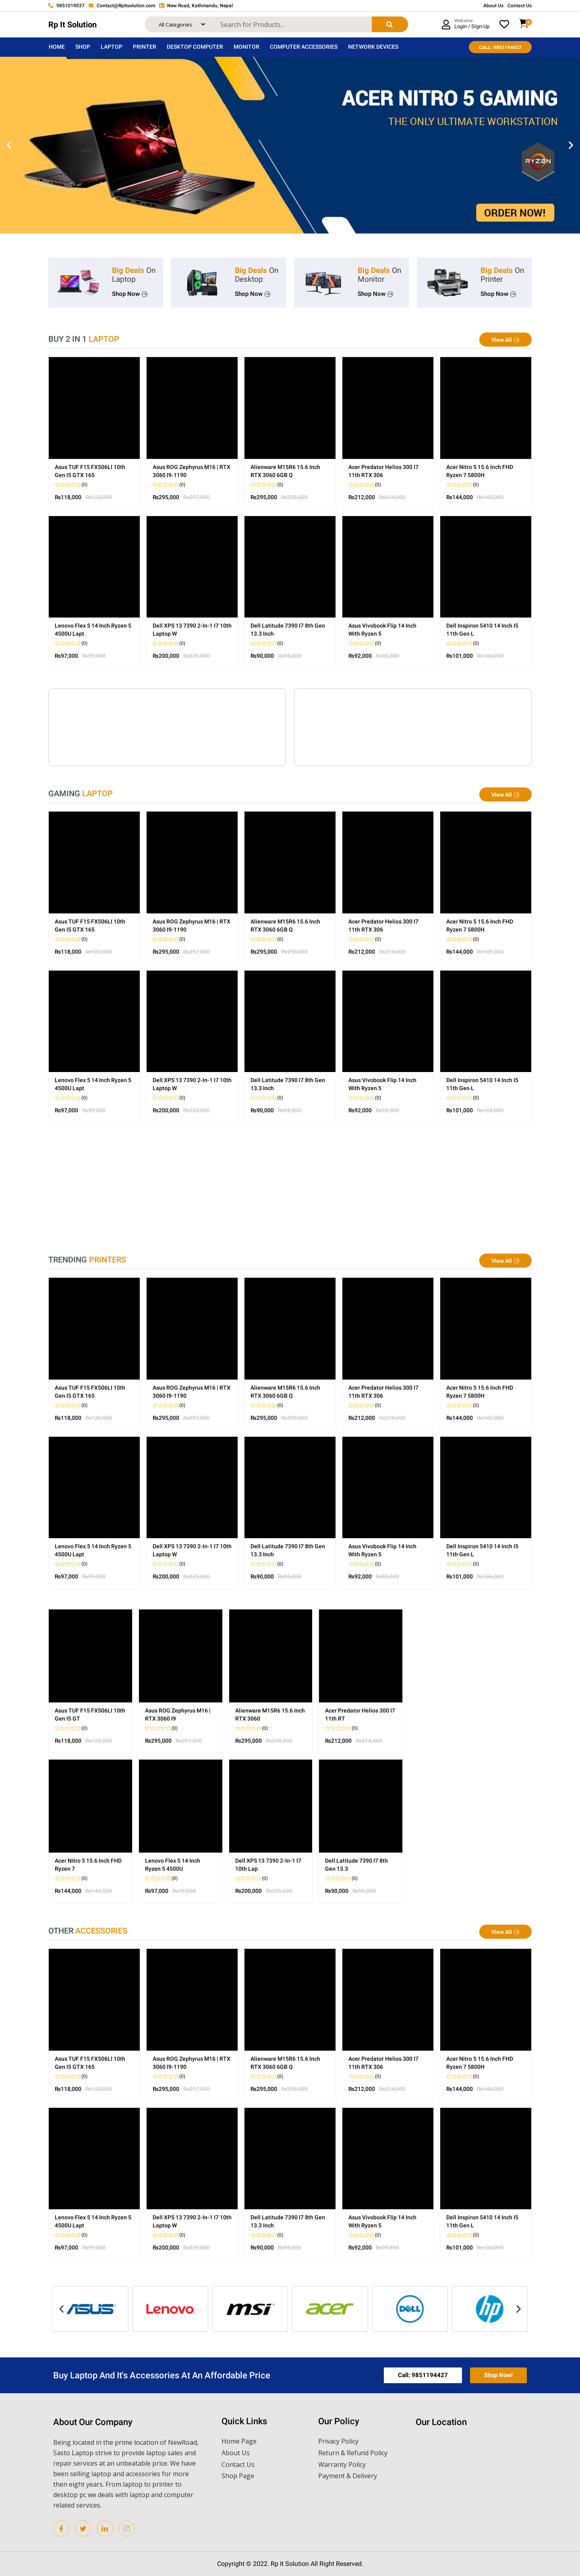 9851019037 Contact@Rpitsolution.com New Road, Kathmandu, Nepal About Us Contact Us
Rp It Solution All Categories Search for Products... Welcome Login / Sign-Up 0
HOME SHOP LAPTOP PRINTER DESKTOP COMPUTER MONITOR COMPUTER ACCESSORIES NETWORK DEVICES CALL: 9851194427
ACER NITRO 5 GAMING
THE ONLY ULTIMATE WORKSTATION
RYZEN
ORDER NOW!
Big Deals On Laptop
Shop Now
Big Deals On Desktop
Shop Now
Big Deals On Monitor
Shop Now
Big Deals On Printer
Shop Now
BUY 2 IN 1 LAPTOP View All
Asus TUF F15 FX506LI 10th Gen I5 GTX 165
(0)
₨118,000 ₨120,000
Asus ROG Zephyrus M16 | RTX 3060 I9-1190
(0)
₨295,000 ₨297,000
Alienware M15R6 15.6 Inch RTX 3060 6GB Q
(0)
₨295,000 ₨298,000
Acer Predator Helios 300 I7 11th RTX 306
(0)
₨212,000 ₨214,000
Acer Nitro 5 15.6 Inch FHD Ryzen 7 5800H
(0)
₨144,000 ₨145,000
Lenovo Flex 5 14 Inch Ryzen 5 4500U Lapt
(0)
₨97,000 ₨99,000
Dell XPS 13 7390 2-In-1 I7 10th Laptop W
(0)
₨200,000 ₨225,000
Dell Latitude 7390 I7 8th Gen 13.3 Inch
(0)
₨90,000 ₨95,000
Asus Vivobook Flip 14 Inch With Ryzen 5
(0)
₨92,000 ₨95,000
Dell Inspiron 5410 14 Inch I5 11th Gen L
(0)
₨101,000 ₨104,000
GAMING LAPTOP View All
Asus TUF F15 FX506LI 10th Gen I5 GTX 165
(0)
₨118,000 ₨120,000
Asus ROG Zephyrus M16 | RTX 3060 I9-1190
(0)
₨295,000 ₨297,000
Alienware M15R6 15.6 Inch RTX 3060 6GB Q
(0)
₨295,000 ₨298,000
Acer Predator Helios 300 I7 11th RTX 306
(0)
₨212,000 ₨214,000
Acer Nitro 5 15.6 Inch FHD Ryzen 7 5800H
(0)
₨144,000 ₨145,000
Lenovo Flex 5 14 Inch Ryzen 5 4500U Lapt
(0)
₨97,000 ₨99,000
Dell XPS 13 7390 2-In-1 I7 10th Laptop W
(0)
₨200,000 ₨225,000
Dell Latitude 7390 I7 8th Gen 13.3 Inch
(0)
₨90,000 ₨95,000
Asus Vivobook Flip 14 Inch With Ryzen 5
(0)
₨92,000 ₨95,000
Dell Inspiron 5410 14 Inch I5 11th Gen L
(0)
₨101,000 ₨104,000
TRENDING PRINTERS View All
Asus TUF F15 FX506LI 10th Gen I5 GTX 165
(0)
₨118,000 ₨120,000
Asus ROG Zephyrus M16 | RTX 3060 I9-1190
(0)
₨295,000 ₨297,000
Alienware M15R6 15.6 Inch RTX 3060 6GB Q
(0)
₨295,000 ₨298,000
Acer Predator Helios 300 I7 11th RTX 306
(0)
₨212,000 ₨214,000
Acer Nitro 5 15.6 Inch FHD Ryzen 7 5800H
(0)
₨144,000 ₨145,000
Lenovo Flex 5 14 Inch Ryzen 5 4500U Lapt
(0)
₨97,000 ₨99,000
Dell XPS 13 7390 2-In-1 I7 10th Laptop W
(0)
₨200,000 ₨225,000
Dell Latitude 7390 I7 8th Gen 13.3 Inch
(0)
₨90,000 ₨95,000
Asus Vivobook Flip 14 Inch With Ryzen 5
(0)
₨92,000 ₨95,000
Dell Inspiron 5410 14 Inch I5 11th Gen L
(0)
₨101,000 ₨104,000
Asus TUF F15 FX506LI 10th Gen I5 GT
(0)
₨118,000 ₨120,000
Asus ROG Zephyrus M16 | RTX 3060 I9
(0)
₨295,000 ₨297,000
Alienware M15R6 15.6 Inch RTX 3060
(0)
₨295,000 ₨298,000
Acer Predator Helios 300 I7 11th RT
(0)
₨212,000 ₨214,000
Acer Nitro 5 15.6 Inch FHD Ryzen 7
(0)
₨144,000 ₨145,000
Lenovo Flex 5 14 Inch Ryzen 5 4500U
(0)
₨97,000 ₨99,000
Dell XPS 13 7390 2-In-1 I7 10th Lap
(0)
₨200,000 ₨225,000
Dell Latitude 7390 I7 8th Gen 13.3
(0)
₨90,000 ₨95,000
OTHER ACCESSORIES View All
Asus TUF F15 FX506LI 10th Gen I5 GTX 165
(0)
₨118,000 ₨120,000
Asus ROG Zephyrus M16 | RTX 3060 I9-1190
(0)
₨295,000 ₨297,000
Alienware M15R6 15.6 Inch RTX 3060 6GB Q
(0)
₨295,000 ₨298,000
Acer Predator Helios 300 I7 11th RTX 306
(0)
₨212,000 ₨214,000
Acer Nitro 5 15.6 Inch FHD Ryzen 7 5800H
(0)
₨144,000 ₨145,000
Lenovo Flex 5 14 Inch Ryzen 5 4500U Lapt
(0)
₨97,000 ₨99,000
Dell XPS 13 7390 2-In-1 I7 10th Laptop W
(0)
₨200,000 ₨225,000
Dell Latitude 7390 I7 8th Gen 13.3 Inch
(0)
₨90,000 ₨95,000
Asus Vivobook Flip 14 Inch With Ryzen 5
(0)
₨92,000 ₨95,000
Dell Inspiron 5410 14 Inch I5 11th Gen L
(0)
₨101,000 ₨104,000
ASUS Lenovo msi acer DELL hp
Buy Laptop And It's Accessories At An Affordable Price Call: 9851194427 Shop Now!
About Our Company
Being located in the prime location of NewRoad,
Sasto Laptop strive to provide laptop sales and
repair services at an unbeatable price. We have
been selling laptop and accessories for more
then eight years. From laptop to printer to
desktop pc we deals with laptop and computer
related services.
Quick Links
Home Page
About Us
Contact Us
Shop Page
Our Policy
Privacy Policy
Return & Refund Policy
Warranty Policy
Payment & Delivery
Our Location
Copyright © 2022. Rp It Solution All Right Reserved.